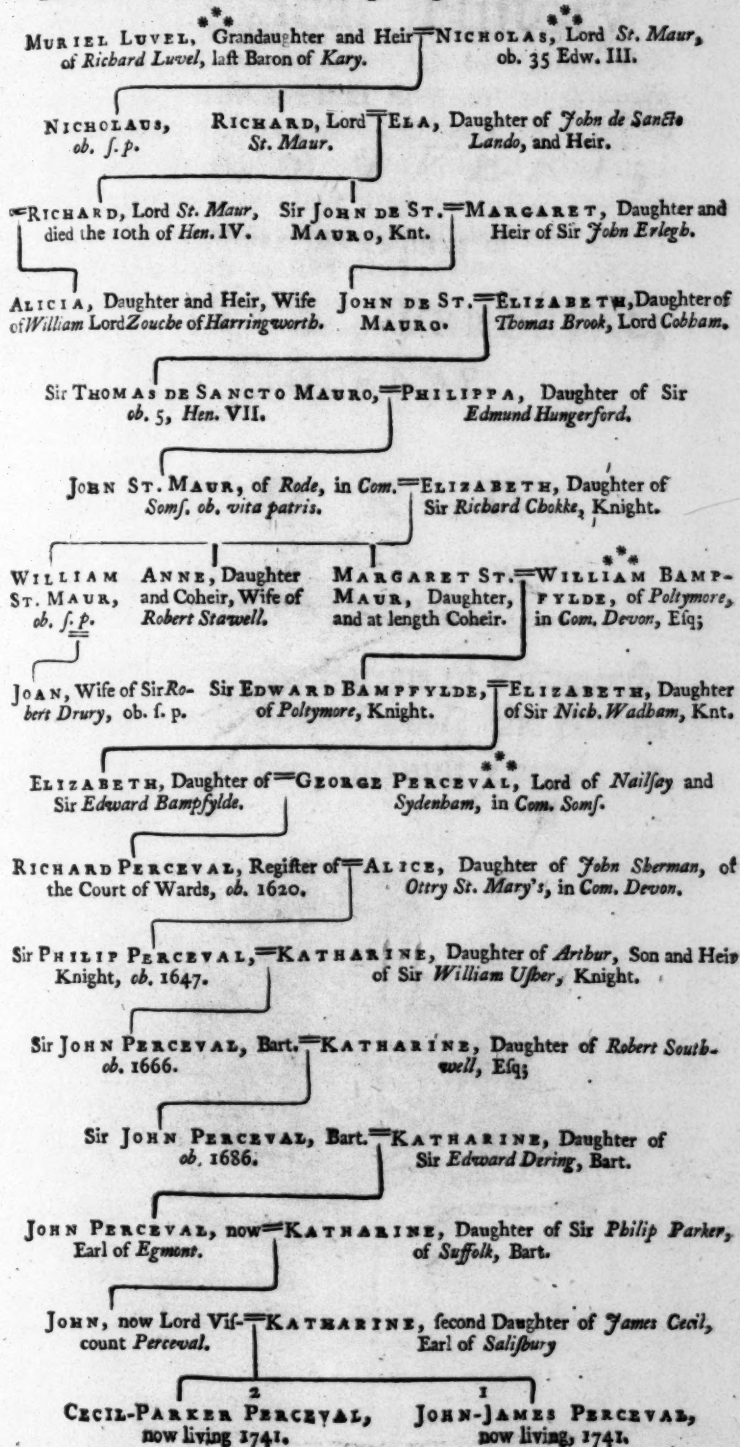 MURIEL LUVEL, Grandaughter and Heir = NICHOLAS, Lord St. Maur,
of Richard Luvel, laſt Baron of Kary. ob. 35 Edw. III.
NICHOLAUS, RICHARD, Lord = ELA, Daughter of John de Sancto
ob. ſ. p. St. Maur. Lando, and Heir.
= RICHARD, Lord St. Maur, Sir JOHN DE ST. = MARGARET, Daughter and
died the 10th of Hen. IV. MAURO, Knt. Heir of Sir John Erlegh.
ALICIA, Daughter and Heir, Wife JOHN DE ST. = ELIZABETH, Daughter of
of William Lord Zouche of Harringworth. MAURO. Thomas Brook, Lord Cobham.
Sir THOMAS DE SANCTO MAURO, = PHILIPPA, Daughter of Sir
ob. 5, Hen. VII. Edmund Hungerford.
JOHN ST. MAUR, of Rode, in Com. = ELIZABETH, Daughter of
Somſ. ob. vita patris. Sir Richard Chokke, Knight.
WILLIAM ANNE, Daughter MARGARET ST. = WILLIAM BAMP-
ST. MAUR, and Coheir, Wife of MAUR, Daughter, FYLDE, of Poltymore,
ob. ſ. p. Robert Stawell. and at length Coheir. in Com. Devon, Eſq;
JOAN, Wife of Sir Ro- Sir EDWARD BAMPFYLDE, = ELIZABETH, Daughter
bert Drury, ob. ſ. p. of Poltymore, Knight. of Sir Nich. Wadham, Knt.
ELIZABETH, Daughter of = GEORGE PERCEVAL, Lord of Nailſay and
Sir Edward Bampfylde. Sydenham, in Com. Somſ.
RICHARD PERCEVAL, Regiſter of = ALICE, Daughter of John Sherman, of
the Court of Wards, ob. 1620. Ottry St. Mary's, in Com. Devon.
Sir PHILIP PERCEVAL, = KATHARINE, Daughter of Arthur, Son and Heir
Knight, ob. 1647. of Sir William Uſher, Knight.
Sir JOHN PERCEVAL, Bart. = KATHARINE, Daughter of Robert South-
ob. 1666. well, Eſq;
Sir JOHN PERCEVAL, Bart. = KATHARINE, Daughter of
ob. 1686. Sir Edward Dering, Bart.
JOHN PERCEVAL, now = KATHARINE, Daughter of Sir Philip Parker,
Earl of Egmont. of Suffolk, Bart.
JOHN, now Lord Viſ- = KATHARINE, ſecond Daughter of James Cecil,
count Perceval. Earl of Saliſbury
2 1
CECIL-PARKER PERCEVAL, JOHN-JAMES PERCEVAL,
now living 1741. now living, 1741.